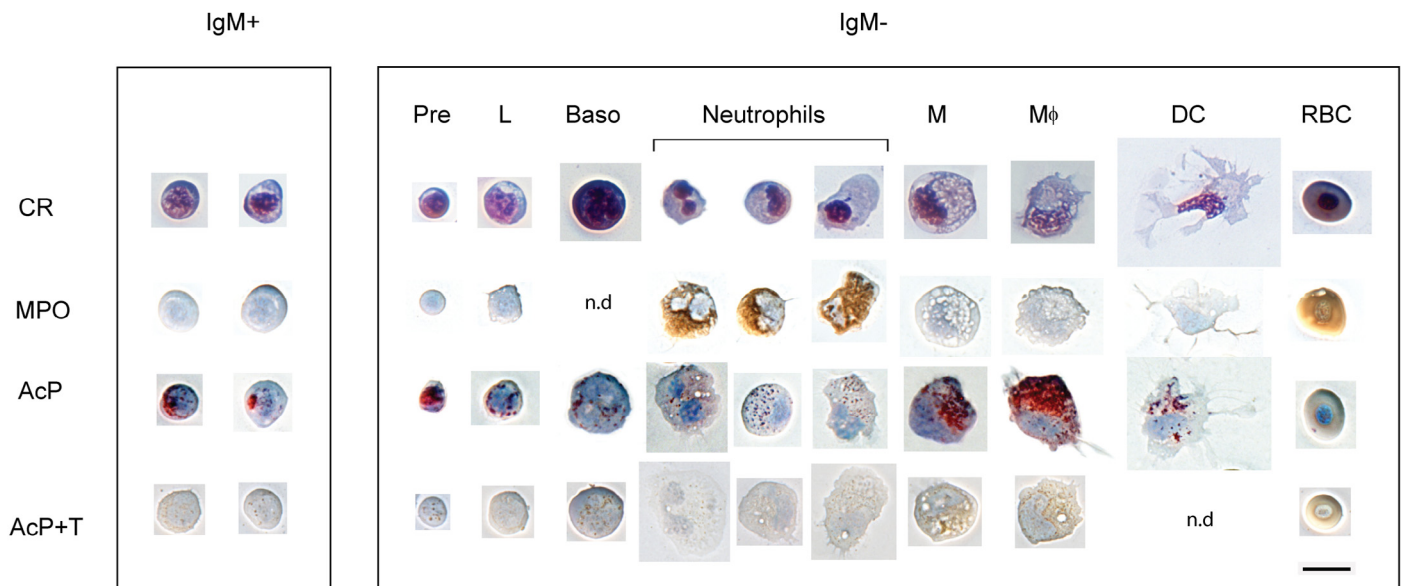 IgM+ IgM-
Pre L Baso Neutrophils M Mϕ DC RBC
CR
MPO n.d
AcP
AcP+T n.d